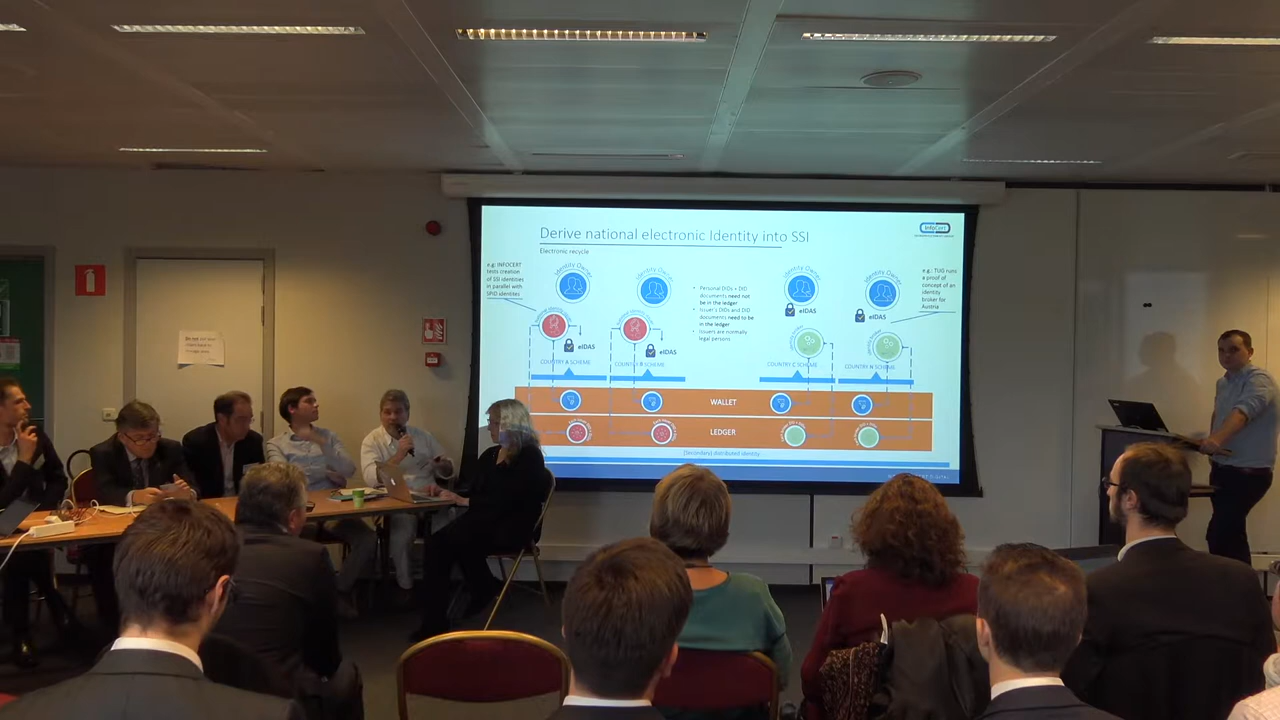 Derive national electronic Identity into SSI
InfoCert
Electronic recycle
e.g: INFOCERT
tests creation
of SSI identities
in parallel with
SPID identities
Identity Owner
Identity Owner
Personal DIDs + DID
documents need not
be in the ledger
Issuer's DIDs and DID
documents need to be
in the ledger
Issuers are normally
legal persons
Identity Owner
Identity Owner
e.g.: TUG runs
a proof of
concept of an
identity
broker for
Austria
eIDAS
eIDAS
eIDAS
eIDAS
COUNTRY A SCHEME
COUNTRY B SCHEME
COUNTRY C SCHEME
COUNTRY N SCHEME
WALLET
LEDGER
(Secondary) distributed identity